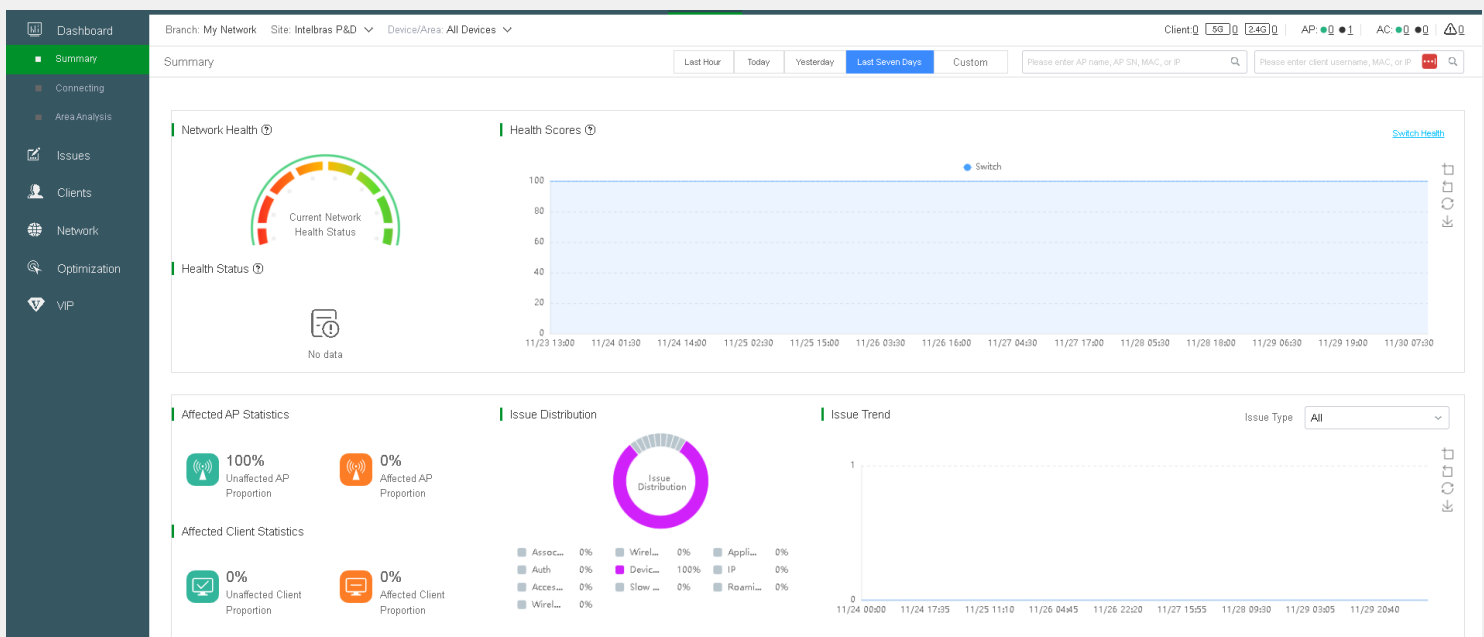 Dashboard
Summary
Connecting
Area Analysis
Issues
Clients
Network
Optimization
VIP
Branch: My Network Site: Intelbras P&D Device/Area: All Devices
Client:0 5G 0 2.4G 0 AP: 0 1 AC: 0 0 0
Summary
Last Hour Today Yesterday Last Seven Days Custom
Please enter AP name, AP SN, MAC, or IP
Please enter client username, MAC, or IP
Network Health
Current Network
Health Status
Health Status
No data
Health Scores
Switch Health
Switch
100
80
60
40
20
0
11/23 13:00 11/24 01:30 11/24 14:00 11/25 02:30 11/25 15:00 11/26 03:30 11/26 16:00 11/27 04:30 11/27 17:00 11/28 05:30 11/28 18:00 11/29 06:30 11/29 19:00 11/30 07:30
Affected AP Statistics
100%
Unaffected AP
Proportion
0%
Affected AP
Proportion
Affected Client Statistics
0%
Unaffected Client
Proportion
0%
Affected Client
Proportion
Issue Distribution
Issue
Distribution
Assoc... 0% Wirel... 0% Appli... 0%
Auth 0% Devic... 100% IP 0%
Acces... 0% Slow ... 0% Roami... 0%
Wirel... 0%
Issue Trend
Issue Type All
1
0
11/24 00:00 11/24 17:35 11/25 11:10 11/26 04:45 11/26 22:20 11/27 15:55 11/28 09:30 11/29 03:05 11/29 20:40